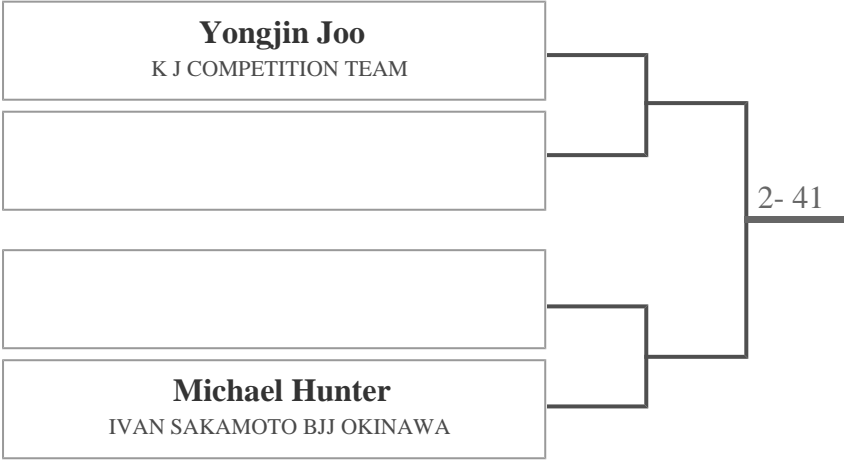 Yongjin Joo
K J COMPETITION TEAM
2- 41
Michael Hunter
IVAN SAKAMOTO BJJ OKINAWA